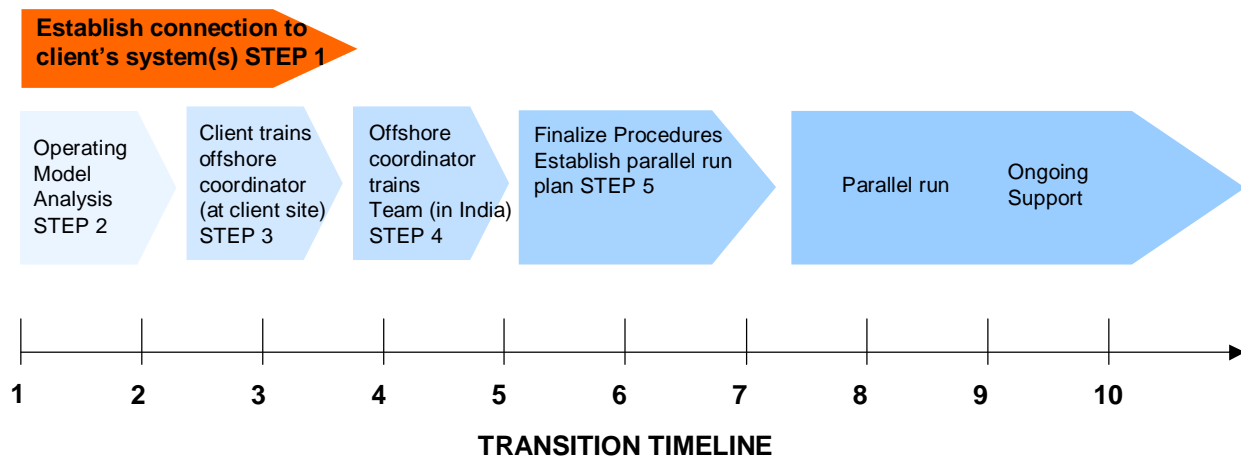 Establish connection to
client’s system(s) STEP 1
Operating
Model
Analysis
STEP 2
Client trains
offshore
coordinator
(at client site)
STEP 3
Offshore
coordinator
trains
Team (in India)
STEP 4
Finalize Procedures
Establish parallel run
plan STEP 5
Parallel run
Ongoing
Support
1 2 3 4 5 6 7 8 9 10
TRANSITION TIMELINE